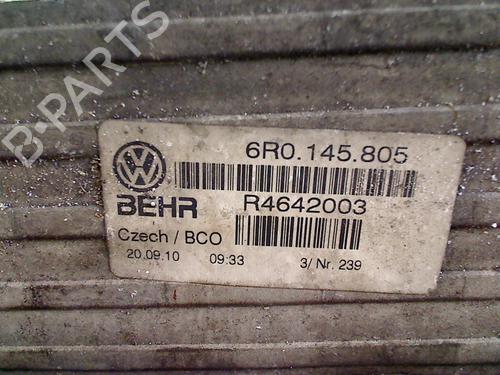 B-PARTS
6R0.145.805
BEHR R4642003
Czech / BCO
20.09.10 09:33 3/ Nr. 239